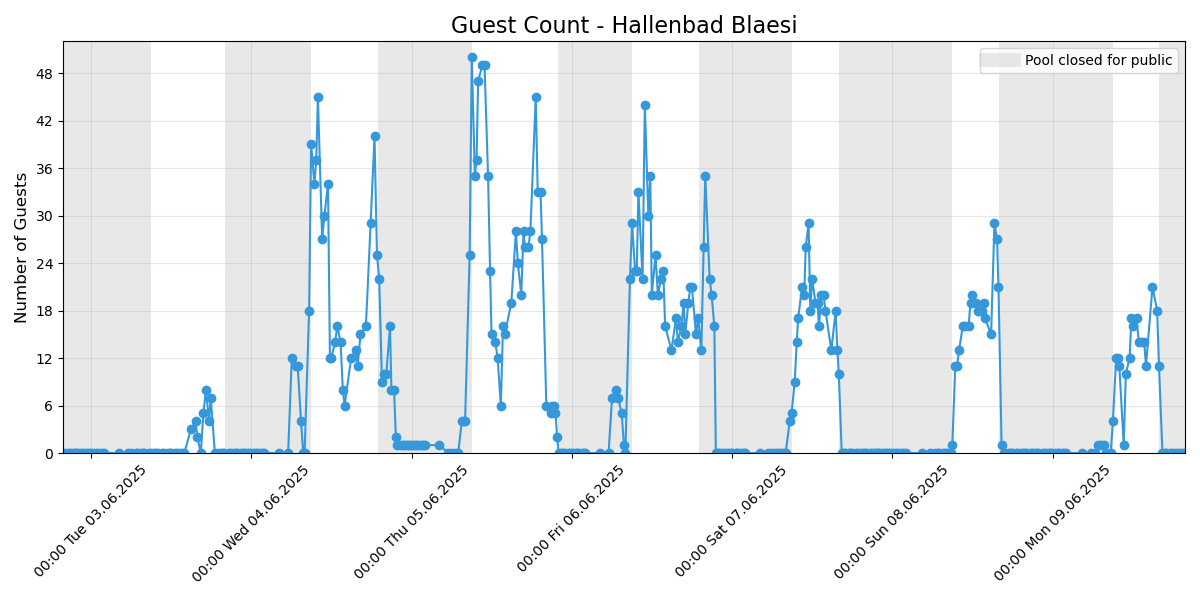 Guest Count - Hallenbad Blaesi
Pool closed for public
Number of Guests
48
42
36
30
24
18
12
6
0
00:00 Tue 03.06.2025
00:00 Wed 04.06.2025
00:00 Thu 05.06.2025
00:00 Fri 06.06.2025
00:00 Sat 07.06.2025
00:00 Sun 08.06.2025
00:00 Mon 09.06.2025